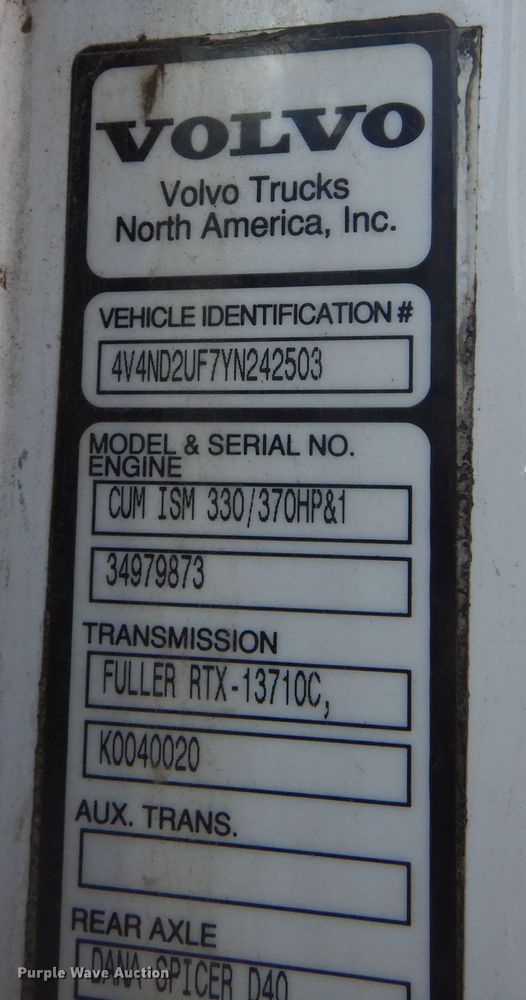 VOLVO
Volvo Trucks
North America, Inc.
VEHICLE IDENTIFICATION #
4V4ND2UF7YN242503
MODEL & SERIAL NO.
ENGINE
CUM ISM 330/370HP&1
34979873
TRANSMISSION
FULLER RTX-13710C,
K0040020
AUX. TRANS.
REAR AXLE
DANA SPICER D40
Purple Wave Auction